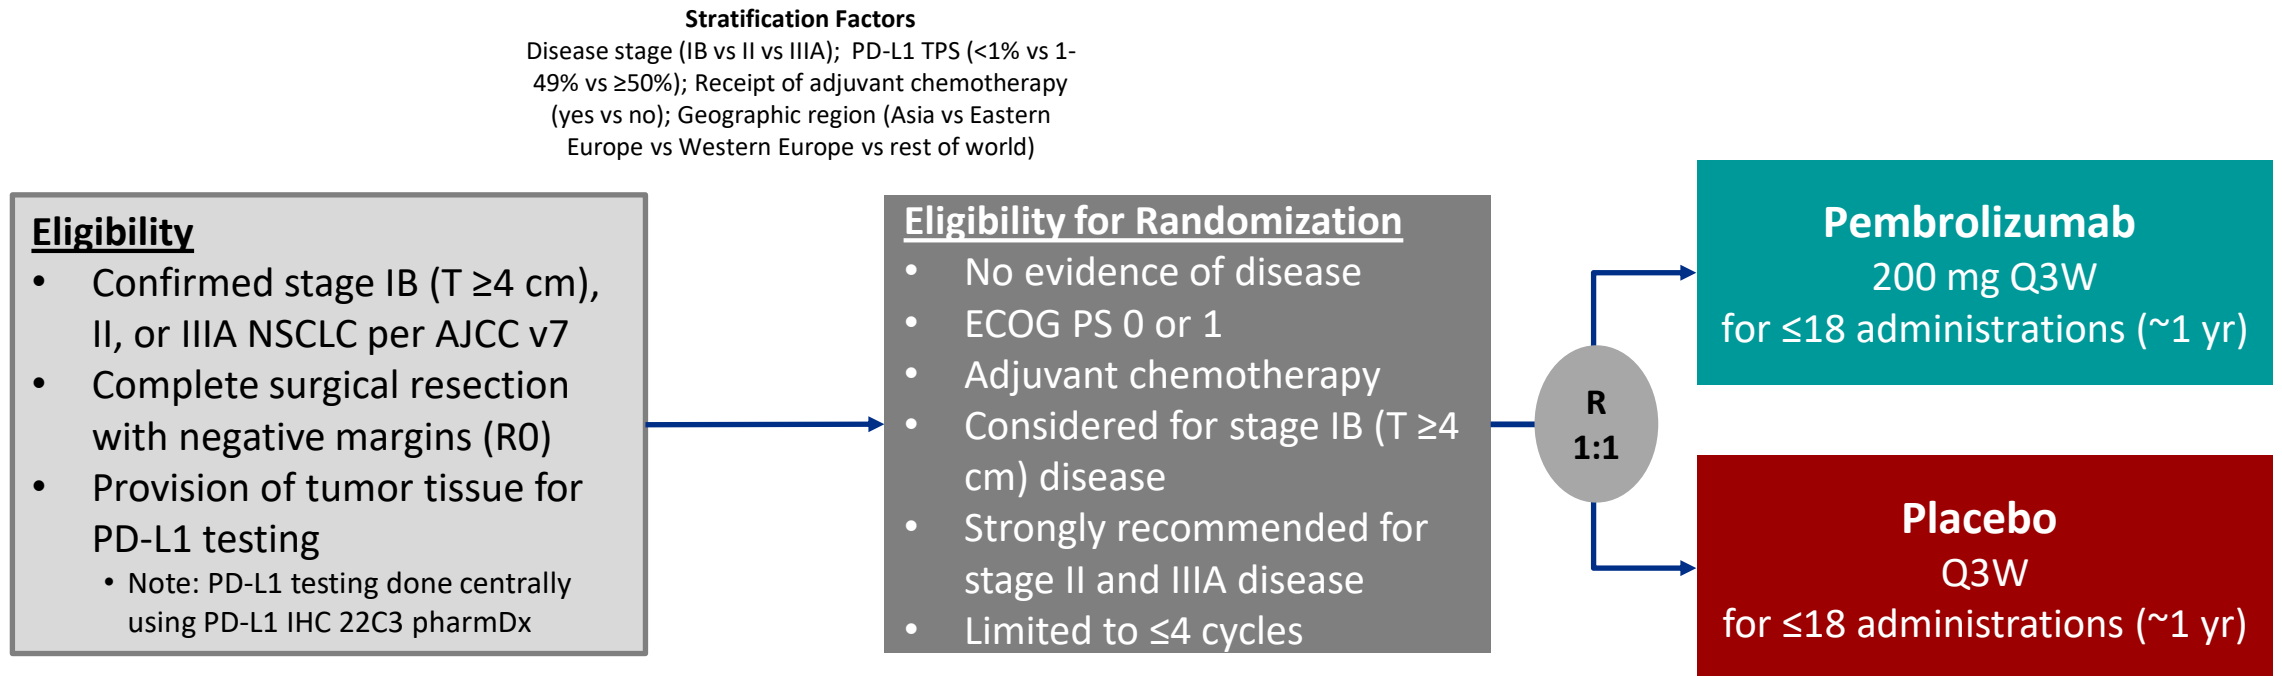 Stratification Factors
Disease stage (IB vs II vs IIIA);  PD-L1 TPS (<1% vs 1-
49% vs ≥50%); Receipt of adjuvant chemotherapy
(yes vs no); Geographic region (Asia vs Eastern
Europe vs Western Europe vs rest of world)
Eligibility
• Confirmed stage IB (T ≥4 cm),
II, or IIIA NSCLC per AJCC v7
• Complete surgical resection
with negative margins (R0)
• Provision of tumor tissue for
PD-L1 testing
• Note: PD-L1 testing done centrally
using PD-L1 IHC 22C3 pharmDx
Eligibility for Randomization
• No evidence of disease
• ECOG PS 0 or 1
• Adjuvant chemotherapy
• Considered for stage IB (T ≥4
cm) disease
• Strongly recommended for
stage II and IIIA disease
• Limited to ≤4 cycles
R
1:1
Pembrolizumab
200 mg Q3W
for ≤18 administrations (~1 yr)
Placebo
Q3W
for ≤18 administrations (~1 yr)